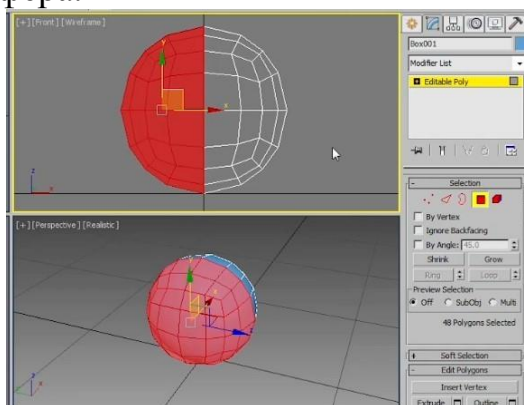 [+] [Front] [Wireframe]
y
x
z
x
[+] [Perspective] [Realistic]
Box001
Modifier List
Editable Poly
- Selection
By Vertex
Ignore Backfacing
By Angle: 45.0
Shrink Grow
Ring Loop
Preview Selection
Off SubObj Multi
48 Polygons Selected
+ Soft Selection
- Edit Polygons
Insert Vertex
Extrude Outline